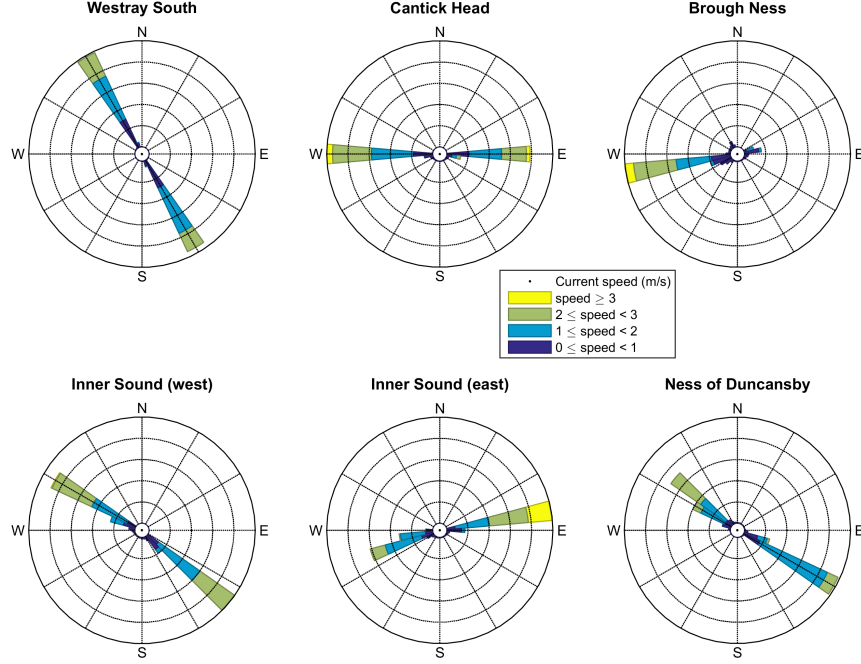 Westray South
Cantick Head
Brough Ness
N
N
N
W
E
W
E
W
E
S
S
S
Current speed (m/s)
speed ≥ 3
2 ≤ speed < 3
1 ≤ speed < 2
0 ≤ speed < 1
Inner Sound (west)
Inner Sound (east)
Ness of Duncansby
N
N
N
W
E
W
E
W
E
S
S
S